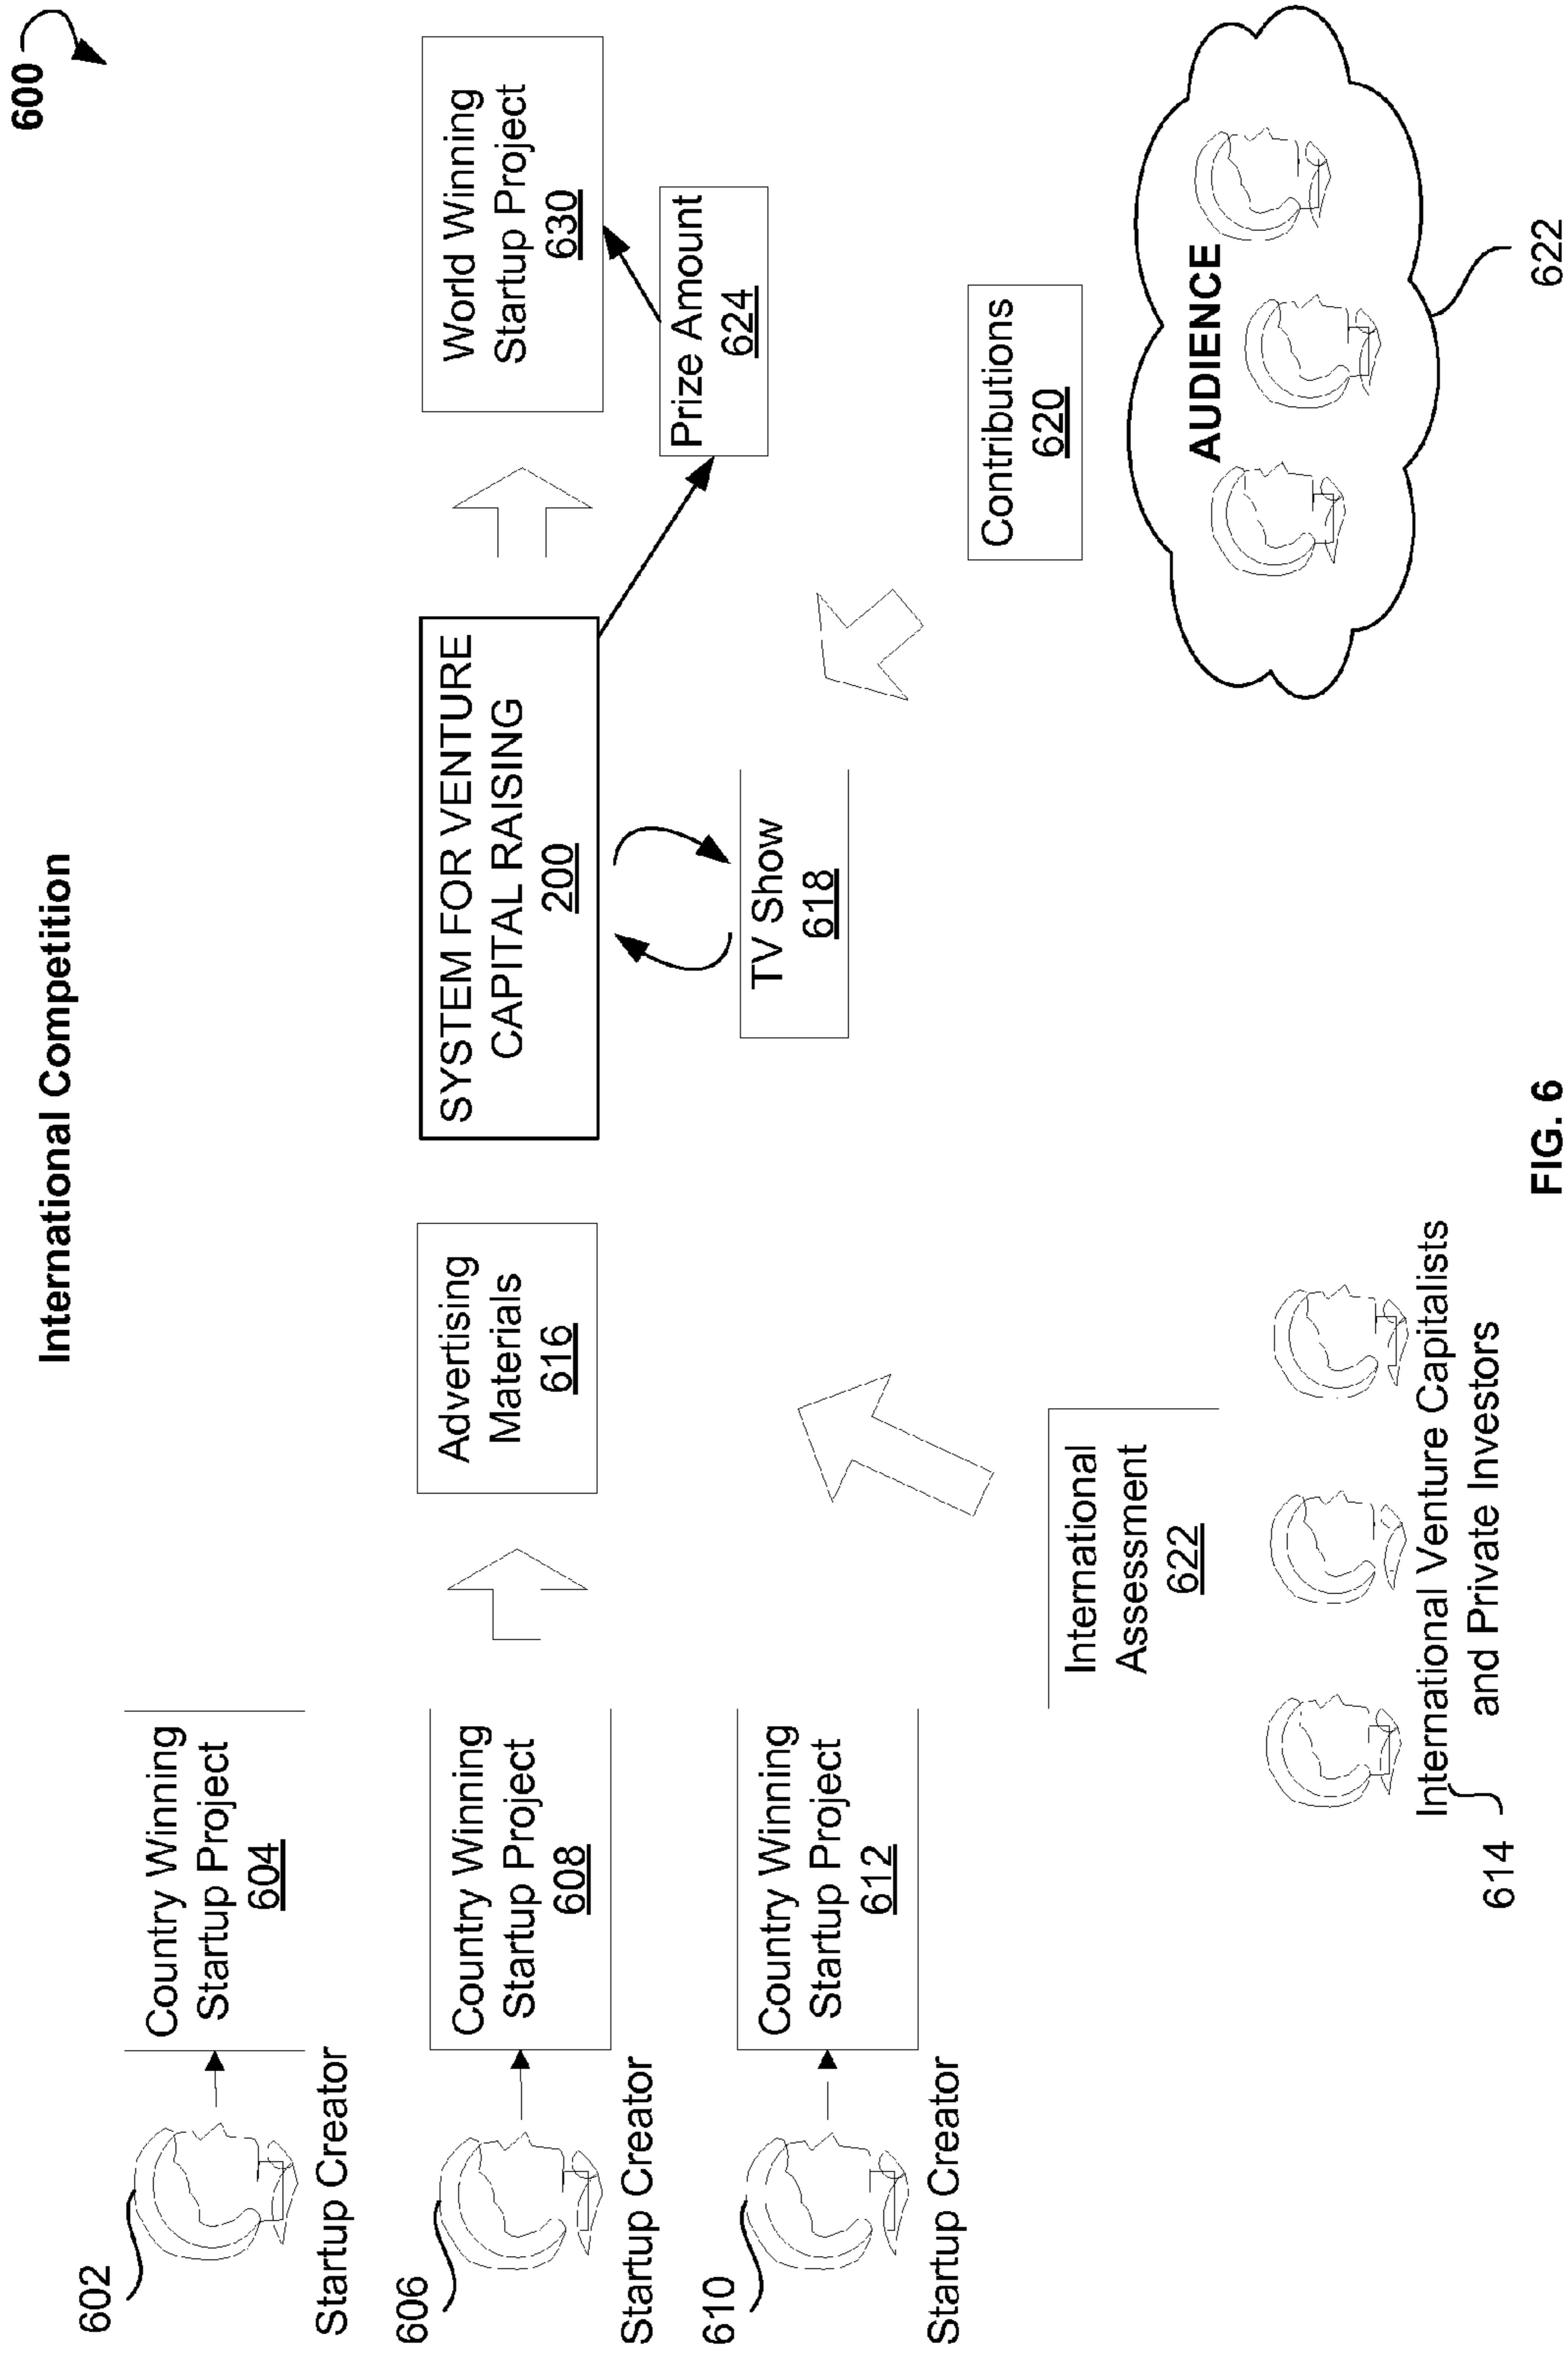 600
International Competition
602
Startup Creator
Country Winning
Startup Project
604
606
Startup Creator
Country Winning
Startup Project
608
610
Startup Creator
Country Winning
Startup Project
612
Advertising
Materials
616
SYSTEM FOR VENTURE
CAPITAL RAISING
200
World Winning
Startup Project
630
Prize Amount
624
TV Show
618
International
Assessment
622
International Venture Capitalists
and Private Investors
614
Contributions
620
AUDIENCE
622
FIG. 6